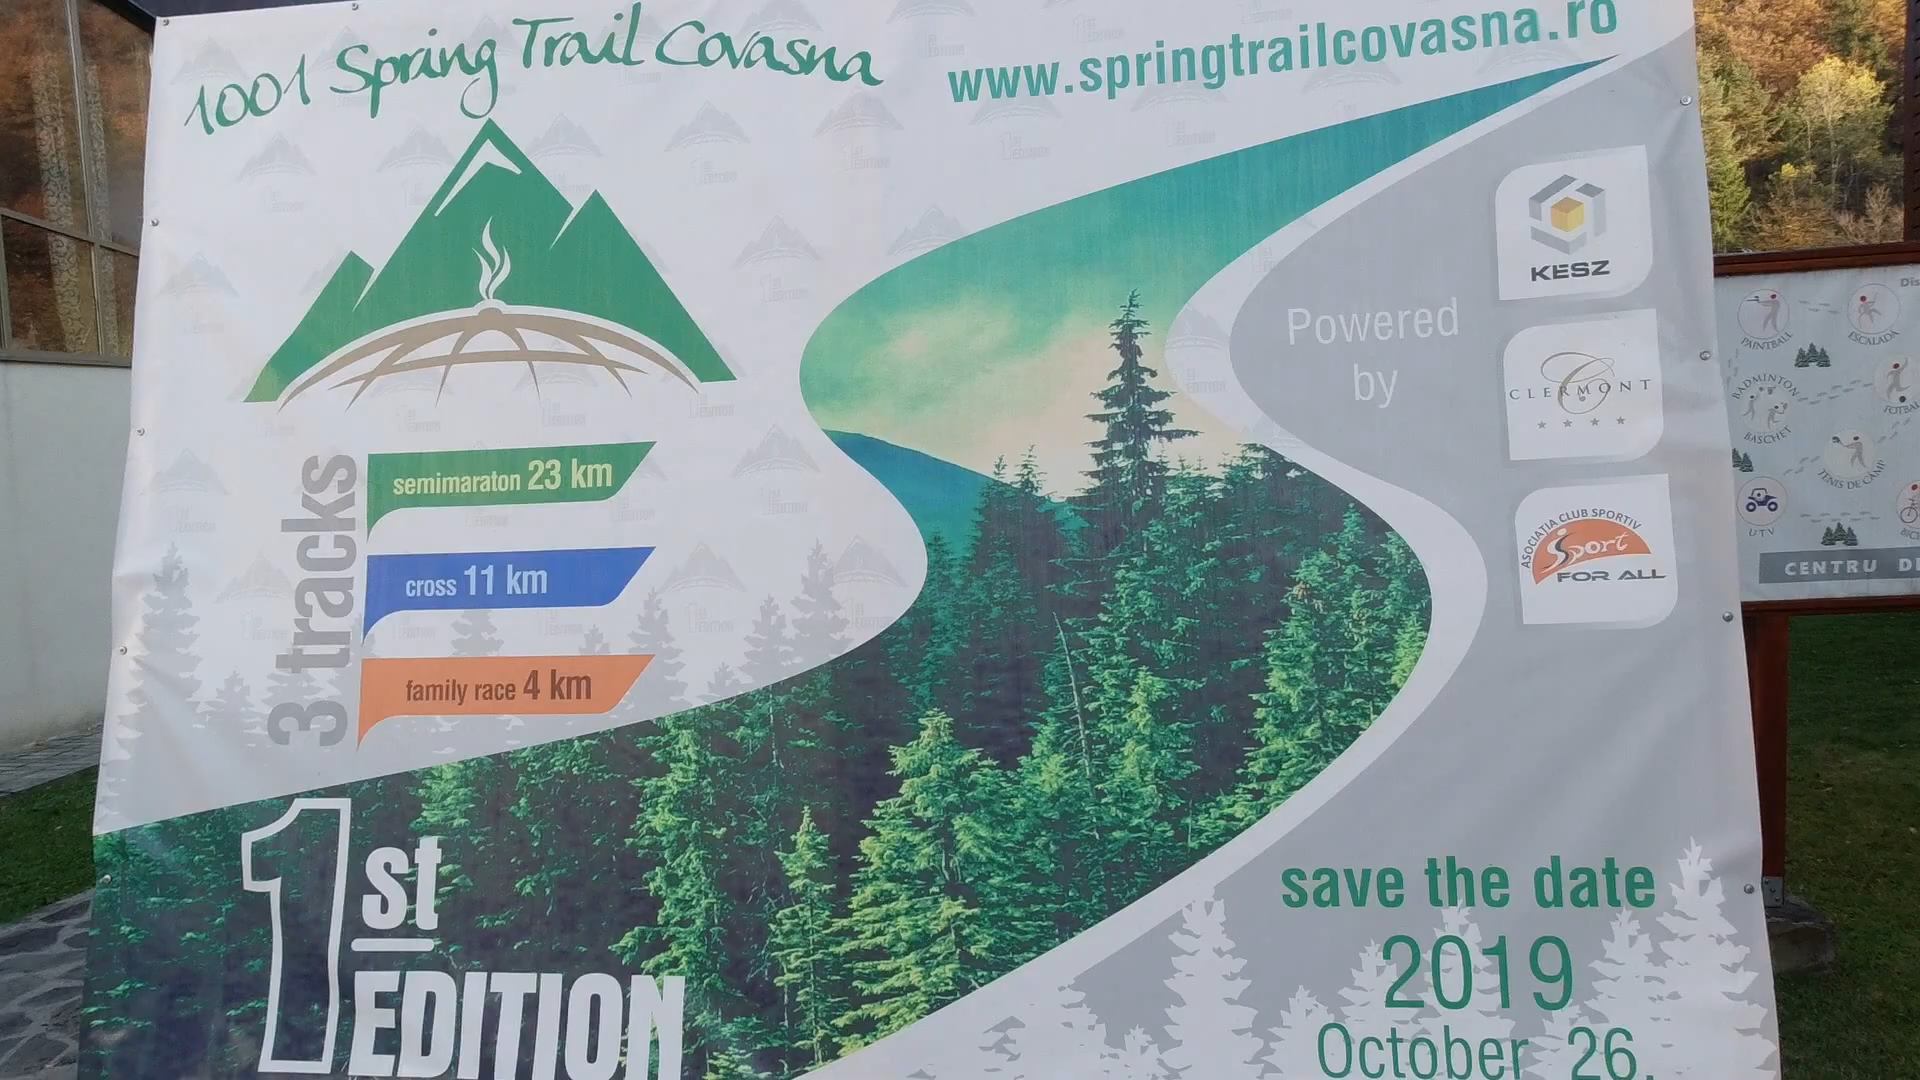 1001 Spring Trail Covasna
www.springtrailcovasna.ro
3 tracks
semimaraton 23 km
cross 11 km
family race 4 km
1st
EDITION
Powered
by
KESZ
CLERMONT
ASOCIATIA CLUB SPORTIV
Sport
FOR ALL
save the date
2019
October 26.
PAINTBALL
ESCALADA
BADMINTON
BASCHET
TENIS DE CAMP
UTV
CENTRU